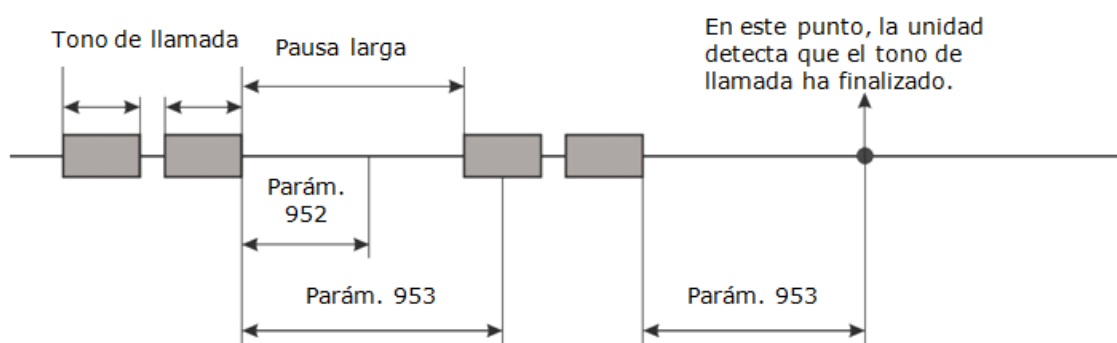 Tono de llamada
Pausa larga
En este punto, la unidad
detecta que el tono de
llamada ha finalizado.
Parám.
952
Parám. 953
Parám. 953